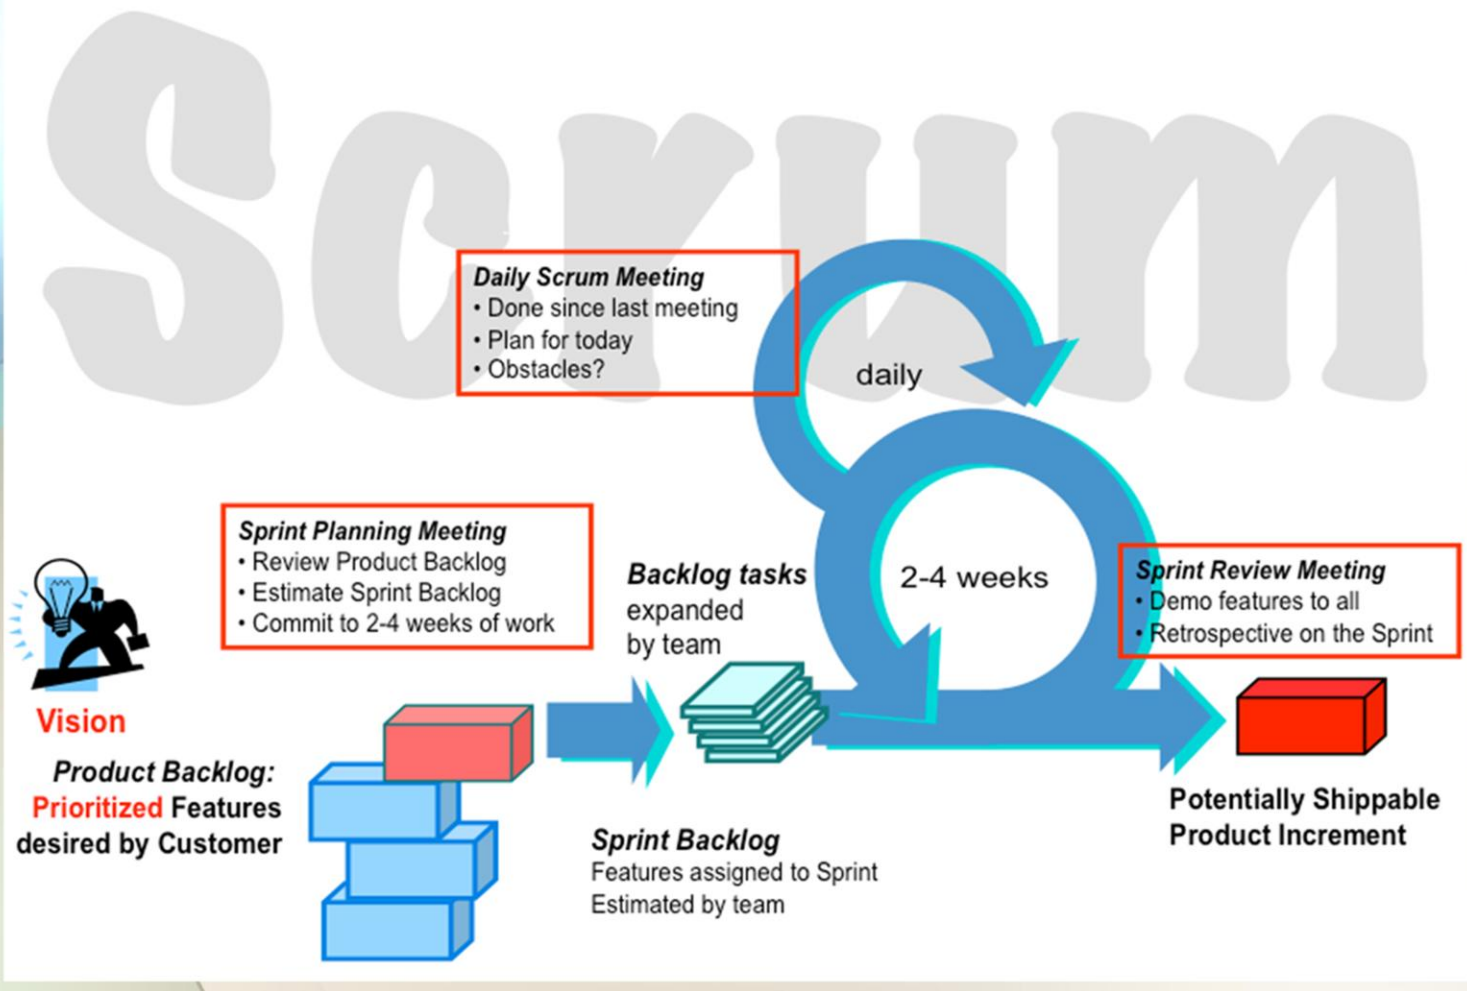 Scrum
Daily Scrum Meeting
• Done since last meeting
• Plan for today
• Obstacles?
daily
Sprint Planning Meeting
• Review Product Backlog
• Estimate Sprint Backlog
• Commit to 2-4 weeks of work
Backlog tasks
expanded
by team
2-4 weeks
Sprint Review Meeting
• Demo features to all
• Retrospective on the Sprint
Vision
Product Backlog:
Prioritized Features
desired by Customer
Sprint Backlog
Features assigned to Sprint
Estimated by team
Potentially Shippable
Product Increment